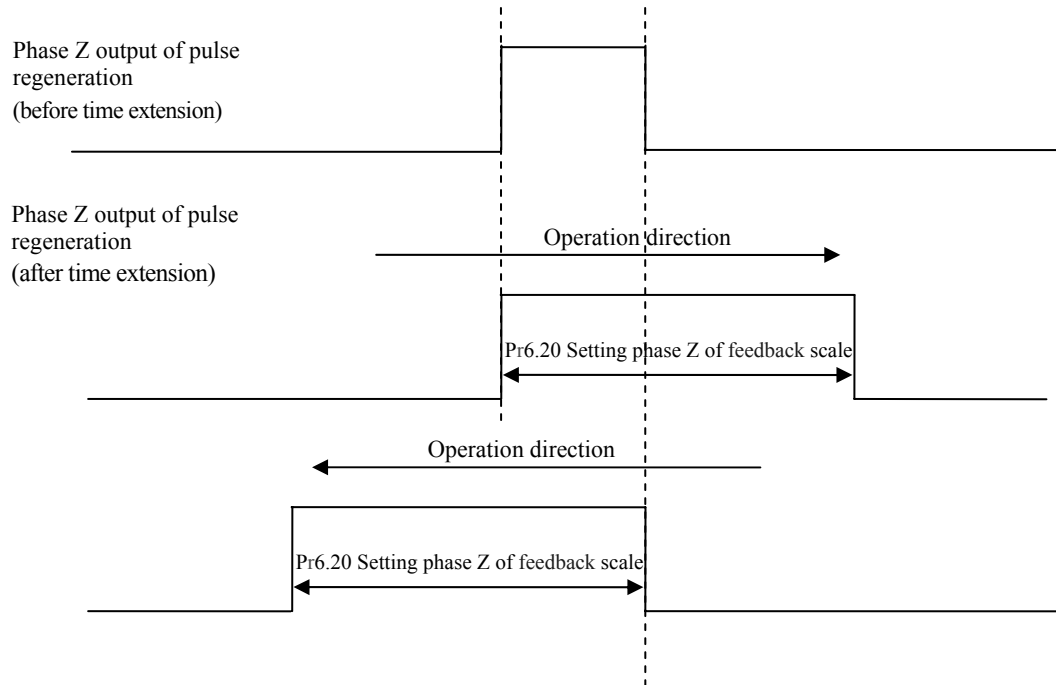 Phase Z output of pulse
regeneration
(before time extension)
Phase Z output of pulse
regeneration
(after time extension)
Operation direction
Pr6.20 Setting phase Z of feedback scale
Operation direction
Pr6.20 Setting phase Z of feedback scale